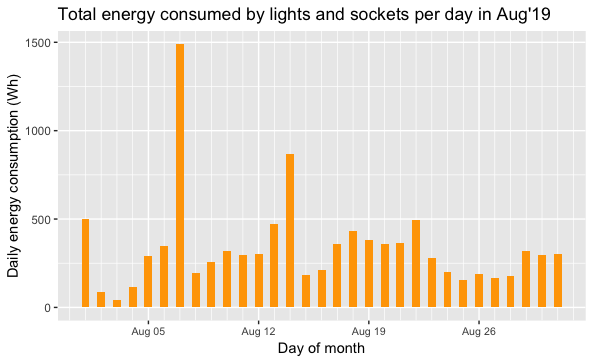 Total energy consumed by lights and sockets per day in Aug'19
Daily energy consumption (Wh)
1500
1000
500
0
Aug 05 Aug 12 Aug 19 Aug 26
Day of month